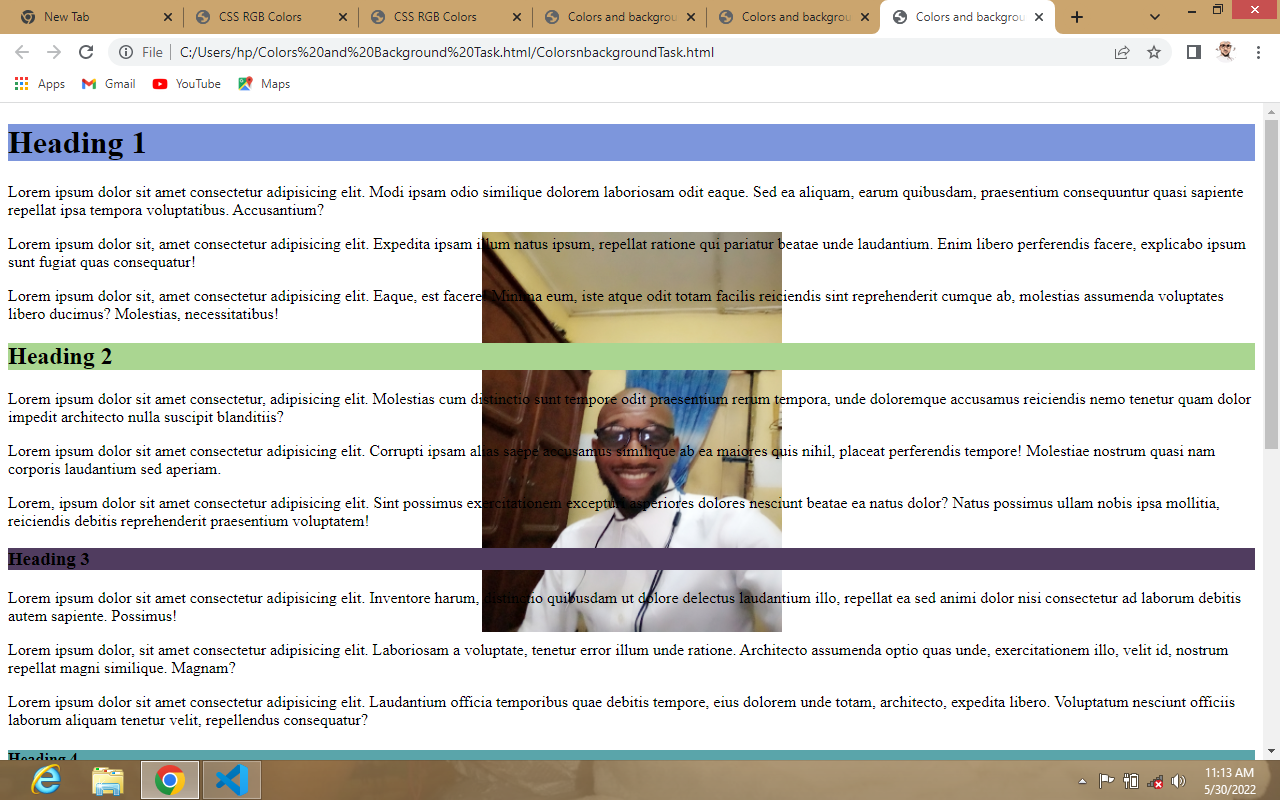 New Tab
CSS RGB Colors
CSS RGB Colors
Colors and backgrou
Colors and backgrou
Colors and backgrou
File
C:/Users/hp/Colors%20and%20Background%20Task.html/ColorsnbackgroundTask.html
Apps
Gmail
YouTube
Maps
Heading 1
Lorem ipsum dolor sit amet consectetur adipisicing elit. Modi ipsam odio similique dolorem laboriosam odit eaque. Sed ea aliquam, earum quibusdam, praesentium consequuntur quasi sapiente
repellat ipsa tempora voluptatibus. Accusantium?
Lorem ipsum dolor sit, amet consectetur adipisicing elit. Expedita ipsam illum natus ipsum, repellat ratione qui pariatur beatae unde laudantium. Enim libero perferendis facere, explicabo ipsum
sunt fugiat quas consequatur!
Lorem ipsum dolor sit, amet consectetur adipisicing elit. Eaque, est facere! Minima eum, iste atque odit totam facilis reiciendis sint reprehenderit cumque ab, molestias assumenda voluptates
libero ducimus? Molestias, necessitatibus!
Heading 2
Lorem ipsum dolor sit amet consectetur, adipisicing elit. Molestias cum distinctio sunt tempore odit praesentium rerum tempora, unde doloremque accusamus reiciendis nemo tenetur quam dolor
impedit architecto nulla suscipit blanditiis?
Lorem ipsum dolor sit amet consectetur adipisicing elit. Corrupti ipsam alias saepe accusamus similique ab ea maiores quis nihil, placeat perferendis tempore! Molestiae nostrum quasi nam
corporis laudantium sed aperiam.
Lorem, ipsum dolor sit amet consectetur adipisicing elit. Sint possimus exercitationem excepturi asperiores dolores nesciunt beatae ea natus dolor? Natus possimus ullam nobis ipsa mollitia,
reiciendis debitis reprehenderit praesentium voluptatem!
Heading 3
Lorem ipsum dolor sit amet consectetur adipisicing elit. Inventore harum, distinctio quibusdam ut dolore delectus laudantium illo, repellat ea sed animi dolor nisi consectetur ad laborum debitis
autem sapiente. Possimus!
Lorem ipsum dolor, sit amet consectetur adipisicing elit. Laboriosam a voluptate, tenetur error illum unde ratione. Architecto assumenda optio quas unde, exercitationem illo, velit id, nostrum
repellat magni similique. Magnam?
Lorem ipsum dolor sit amet consectetur adipisicing elit. Laudantium officia temporibus quae debitis tempore, eius dolorem unde totam, architecto, expedita libero. Voluptatum nesciunt officiis
laborum aliquam tenetur velit, repellendus consequatur?
Heading 4
11:13 AM
5/30/2022